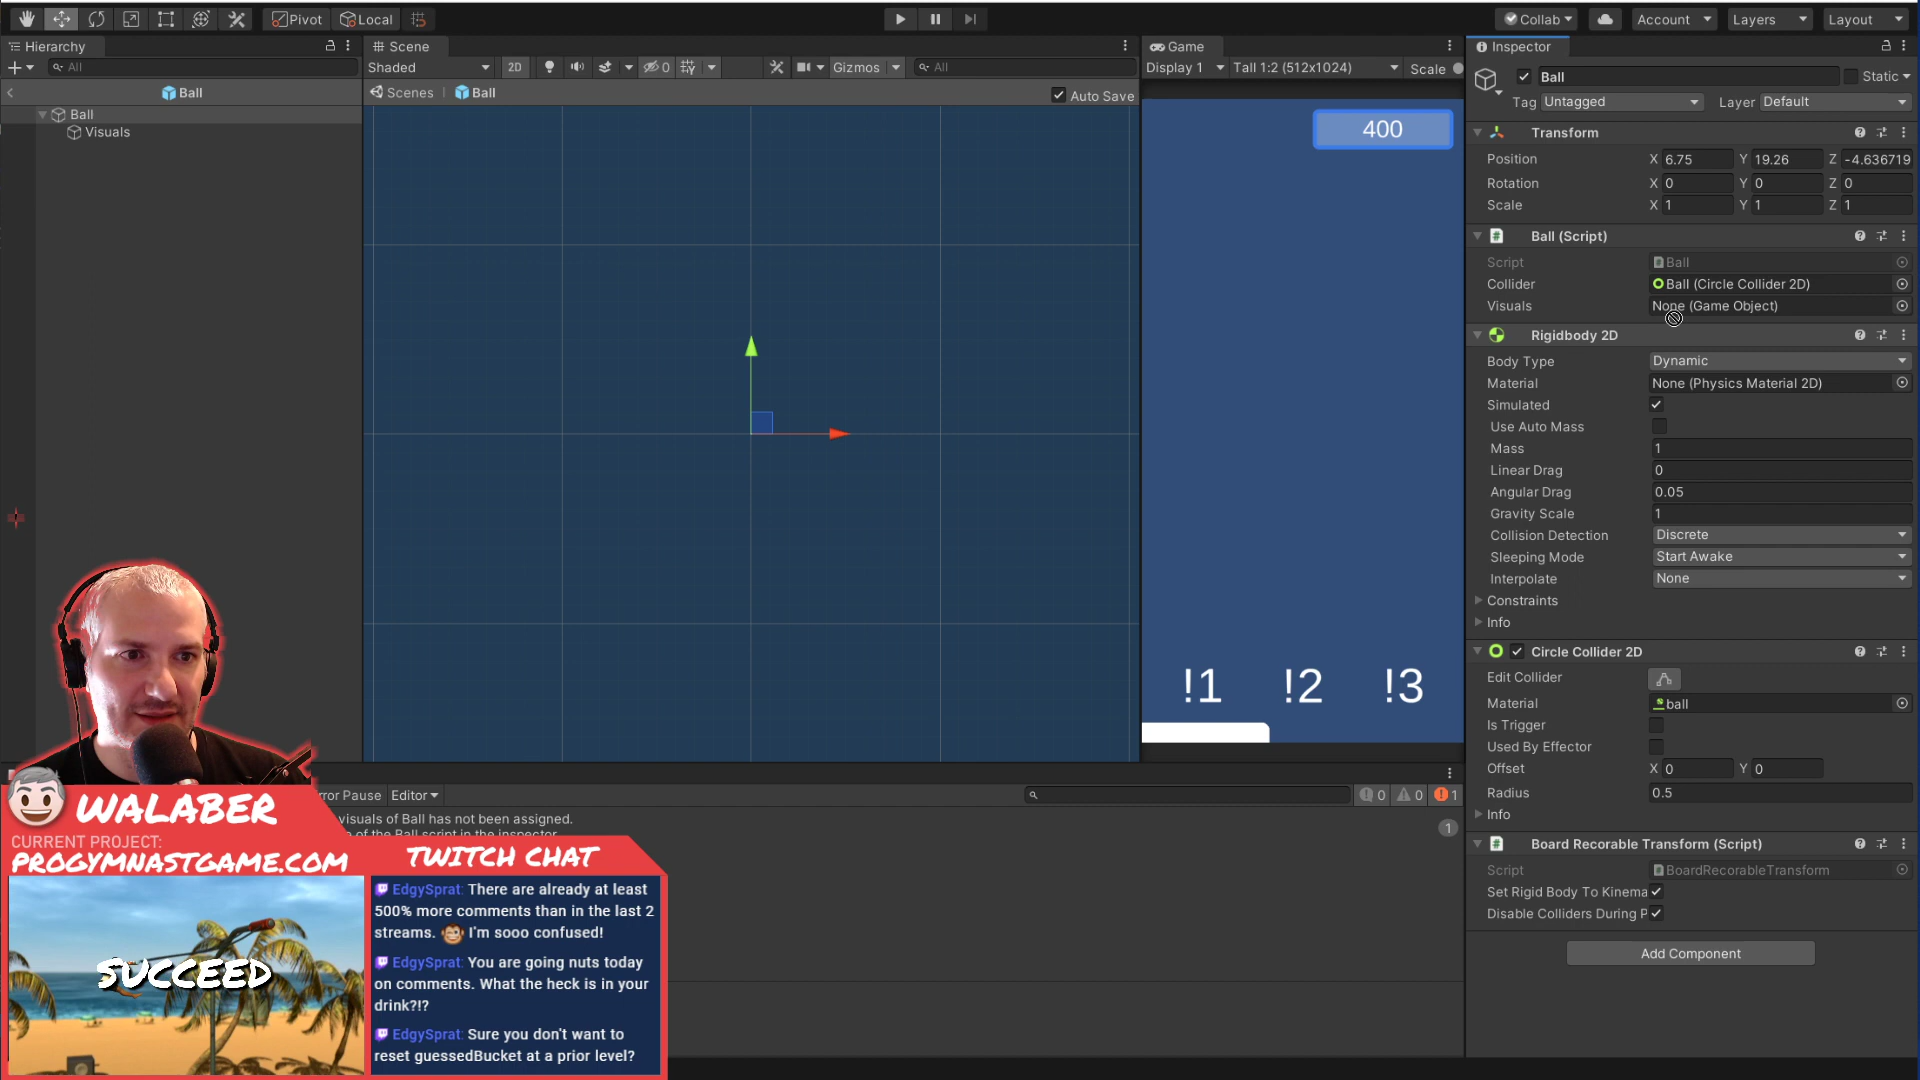 Pivot
Local
Collab
Account
Layers
Layout
Hierarchy
All
Ball
Ball
Visuals
Scene
Shaded
2D
0
Gizmos
All
Scenes
Ball
Auto Save
Game
Display 1
Tall 1:2 (512x1024)
Scale
400
!1
!2
!3
Inspector
Ball
Static
Tag
Untagged
Layer
Default
Transform
Position X 6.75 Y 19.26 Z -4.636719
Rotation X 0 Y 0 Z 0
Scale X 1 Y 1 Z 1
Ball (Script)
Script Ball
Collider Ball (Circle Collider 2D)
Visuals None (Game Object)
Rigidbody 2D
Body Type Dynamic
Material None (Physics Material 2D)
Simulated
Use Auto Mass
Mass 1
Linear Drag 0
Angular Drag 0.05
Gravity Scale 1
Collision Detection Discrete
Sleeping Mode Start Awake
Interpolate None
Constraints
Info
Circle Collider 2D
Edit Collider
Material ball
Is Trigger
Used By Effector
Offset X 0 Y 0
Radius 0.5
Info
Board Recorable Transform (Script)
Script BoardRecorableTransform
Set Rigid Body To Kinema
Disable Colliders During P
Add Component
Pause Editor
0 0 1
visuals of Ball has not been assigned.
of the Ball script in the inspector
1
WALABER
CURRENT PROJECT:
PROGYMNASTGAME.COM
SUCCEED
TWITCH CHAT
EdgySprat: There are already at least
500% more comments than in the last 2
streams. I'm sooo confused!
EdgySprat: You are going nuts today
on comments. What the heck is in your
drink?!?
EdgySprat: Sure you don't want to
reset guessedBucket at a prior level?